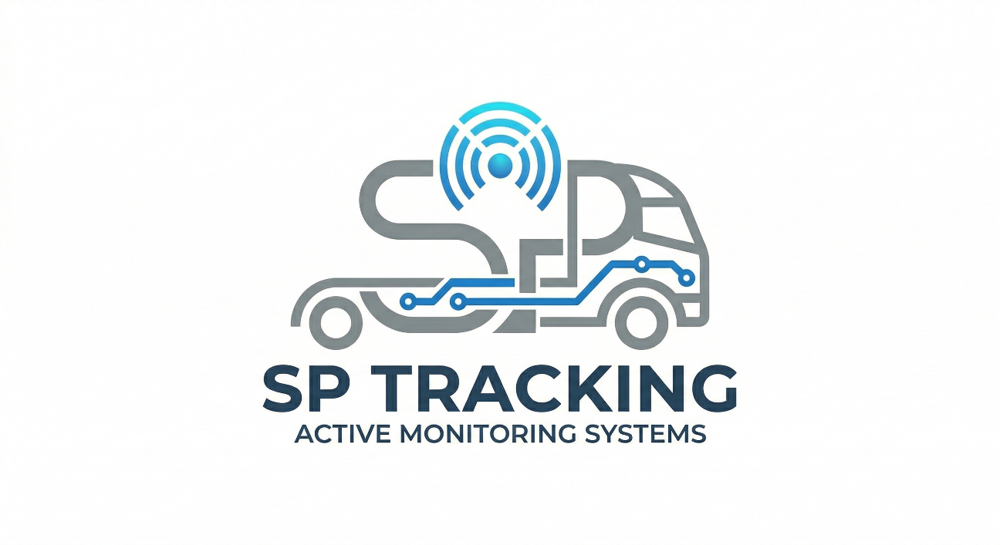 SP TRACKING
ACTIVE MONITORING SYSTEMS